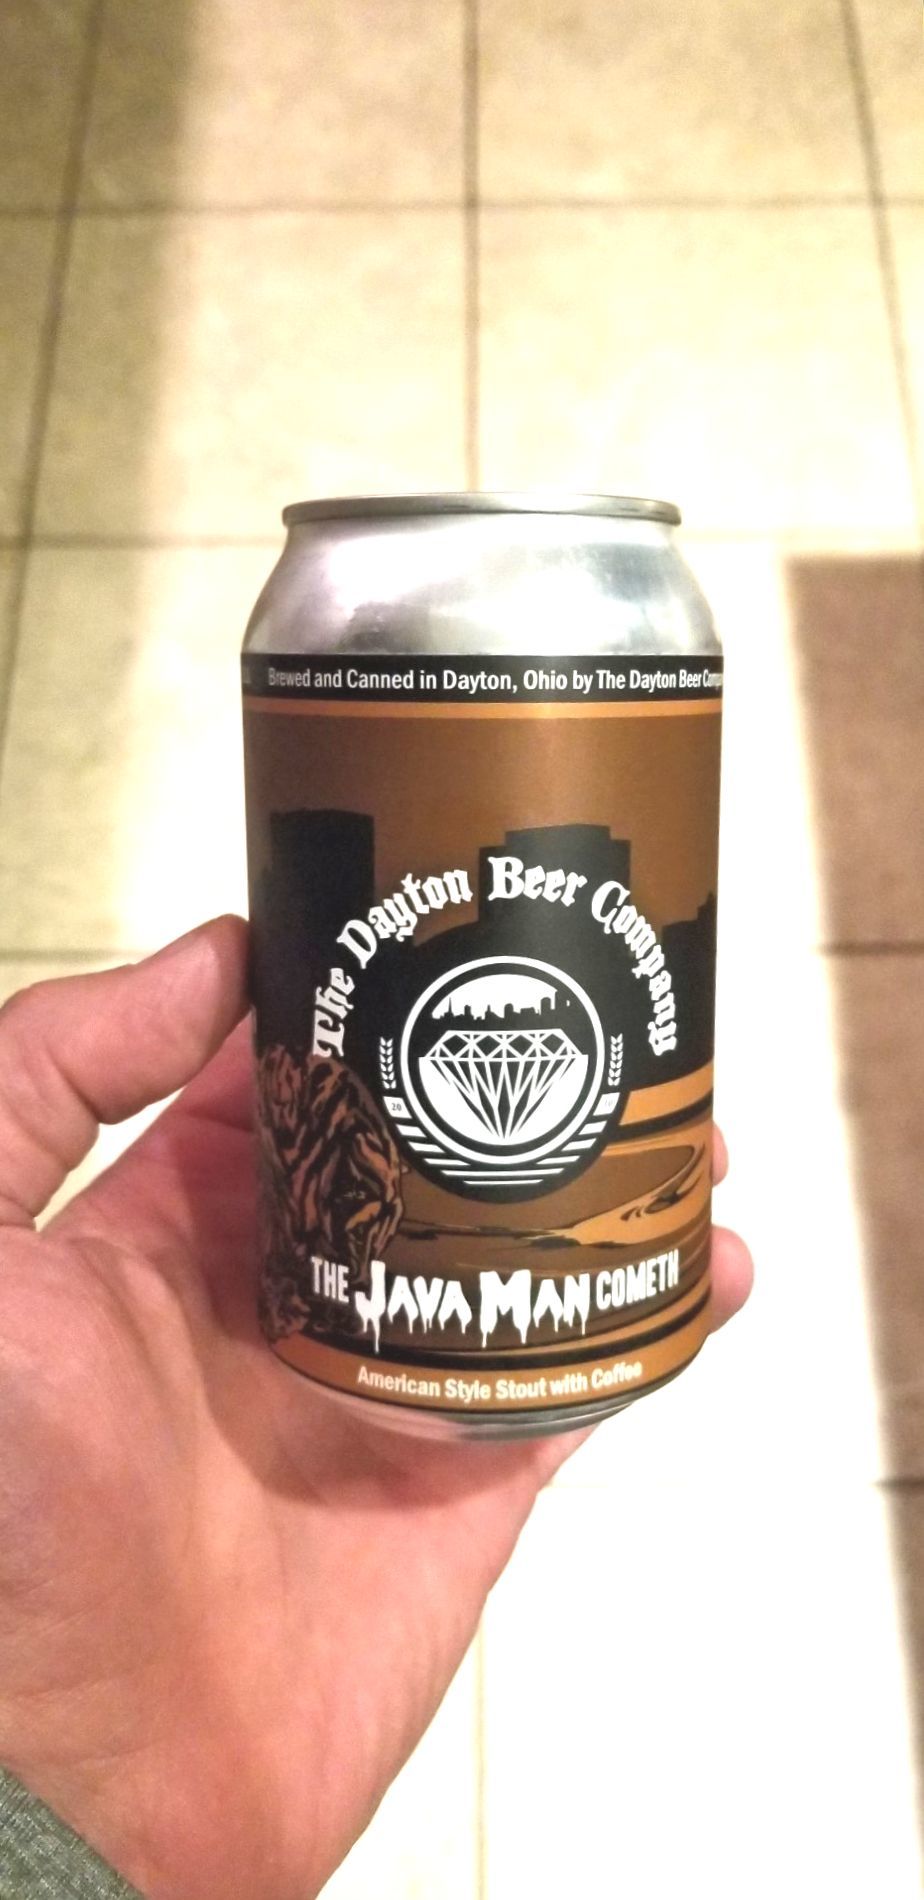 Brewed and Canned in Dayton, Ohio by The Dayton Beer
The Dayton Beer Company
20
THE JAVA MAN COMETH
American Style Stout with Coffee